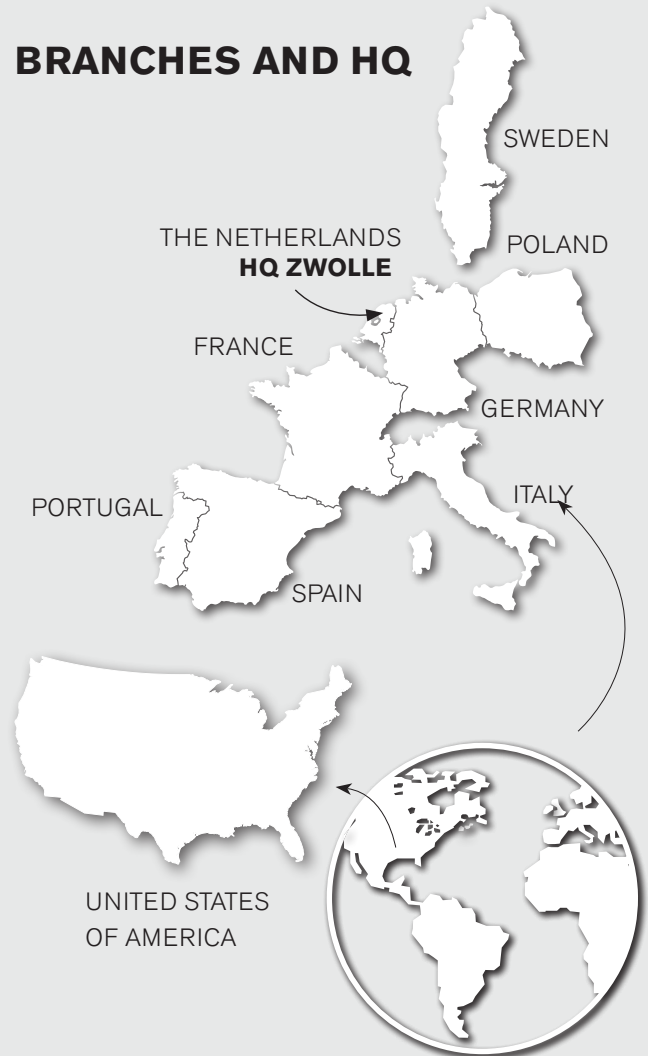 BRANCHES AND HQ
SWEDEN
THE NETHERLANDS
HQ ZWOLLE
POLAND
FRANCE
GERMANY
ITALY
PORTUGAL
SPAIN
UNITED STATES
OF AMERICA